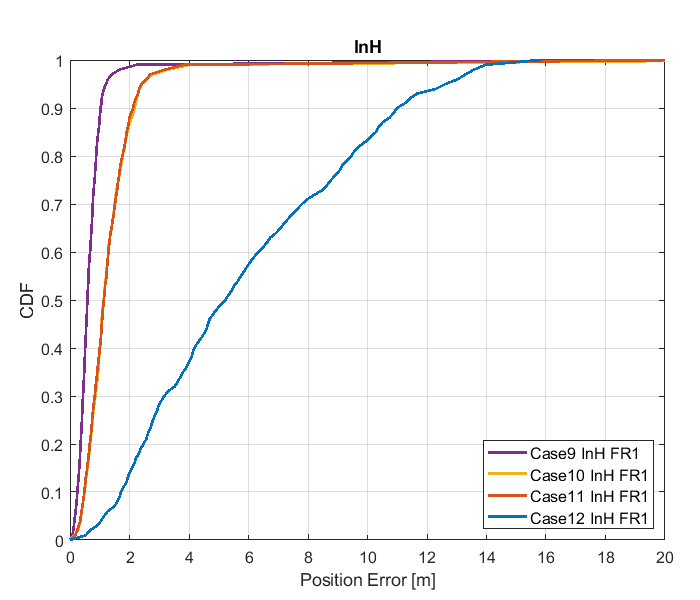 InH
1
0.9
0.8
0.7
0.6
0.5
0.4
0.3
0.2
0.1
0
CDF
Case9 InH FR1
Case10 InH FR1
Case11 InH FR1
Case12 InH FR1
0 2 4 6 8 10 12 14 16 18 20
Position Error [m]